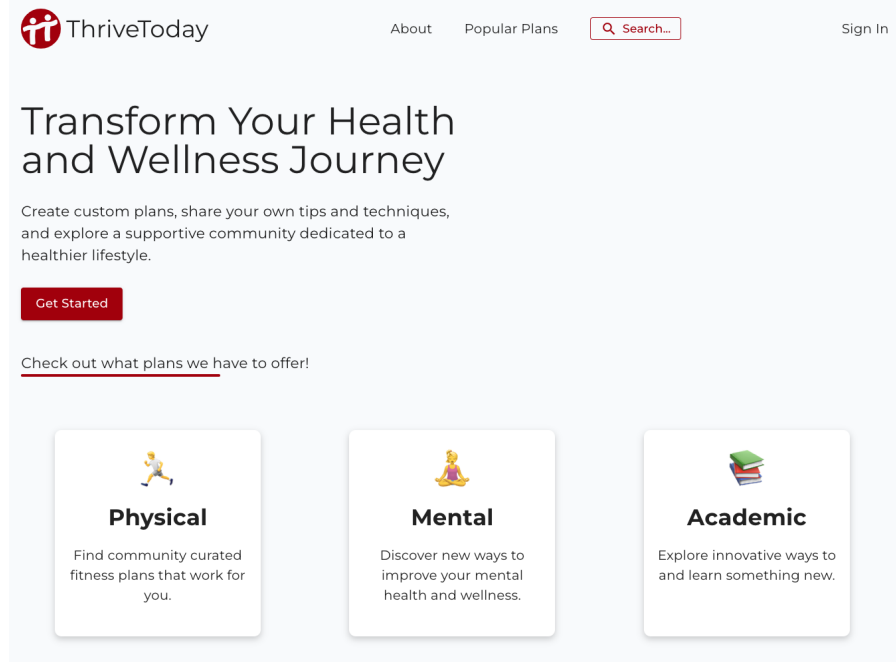 ThriveToday
About
Popular Plans
Search...
Sign In
Transform Your Health
and Wellness Journey
Create custom plans, share your own tips and techniques,
and explore a supportive community dedicated to a
healthier lifestyle.
Get Started
Check out what plans we have to offer!
Physical
Find community curated
fitness plans that work for
you.
Mental
Discover new ways to
improve your mental
health and wellness.
Academic
Explore innovative ways to
and learn something new.